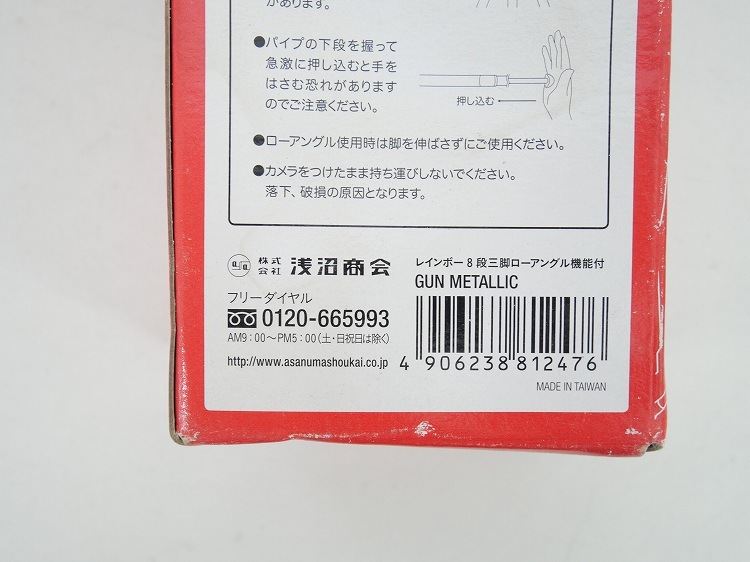 があります。
●パイプの下段を握って
急激に押し込むと手を
はさむ恐れがあります
のでご注意ください。
押し込む
●ローアングル使用時は脚を伸ばさずにご使用ください。
●カメラをつけたまま持ち運びしないでください。
落下、破損の原因となります。
株式会社 浅沼商会
フリーダイヤル
0120-665993
AM9:00〜PM5:00(土・日祝日は除く)
http://www.asanumashoukai.co.jp
レインボー8段三脚ローアングル機能付
GUN METALLIC
4 906238 812476
MADE IN TAIWAN